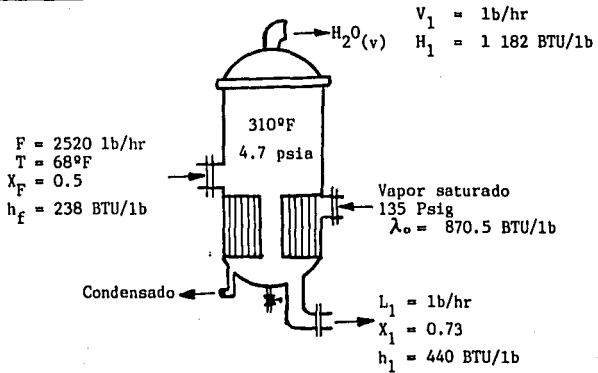 H₂O(v)
V₁ = lb/hr
H₁ = 1 182 BTU/lb
310ºF
4.7 psia
F = 2520 lb/hr
T = 68ºF
X_F = 0.5
h_f = 238 BTU/lb
Vapor saturado
135 Psig
λₒ = 870.5 BTU/lb
Condensado
L₁ = lb/hr
X₁ = 0.73
h₁ = 440 BTU/lb